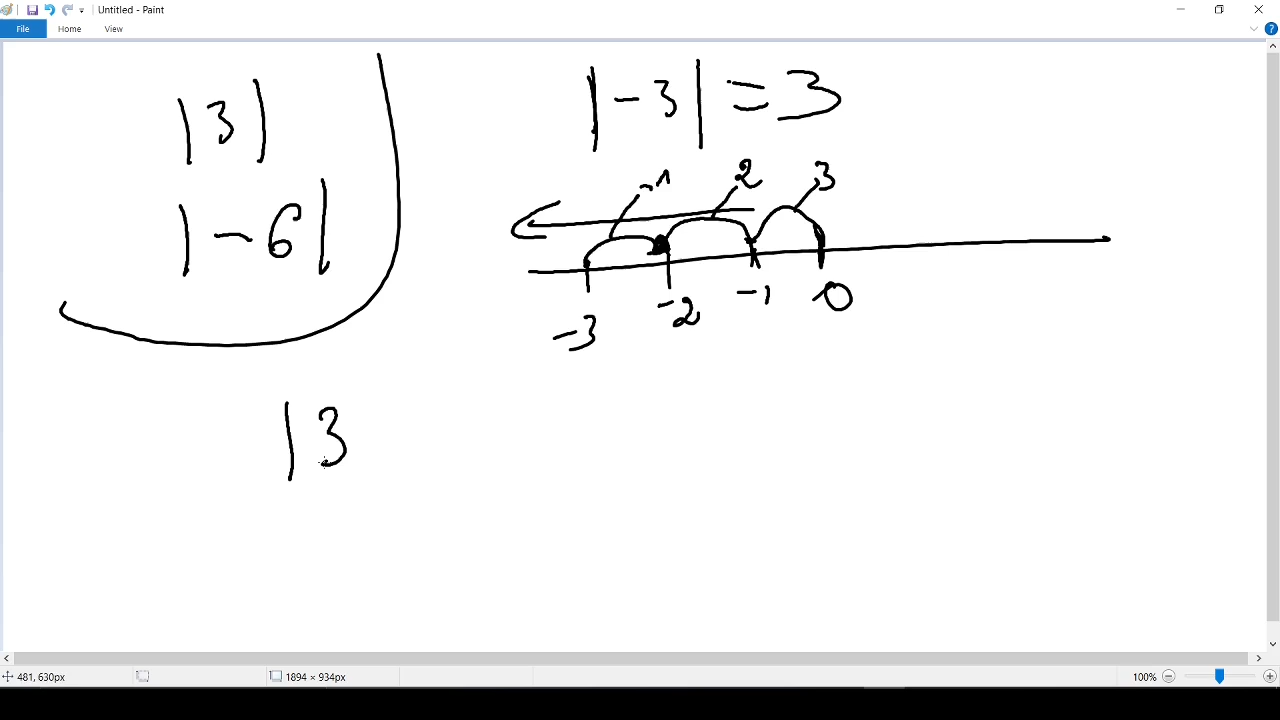 Untitled - Paint
File Home View
|3|
|-6|
|-3| = 3
1 2 3
-3 -2 -1 0
|3
481, 630px 1894 × 934px 100%